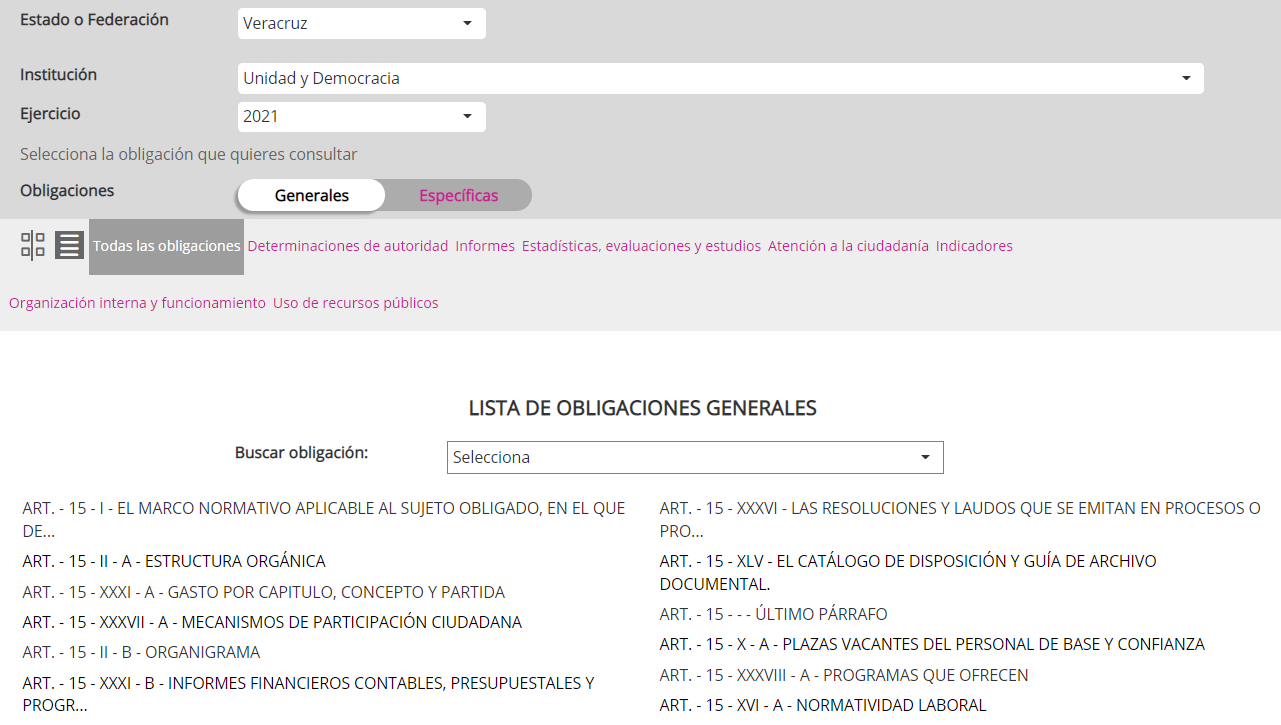 Estado o Federación
Veracruz
Institución
Unidad y Democracia
Ejercicio
2021
Selecciona la obligación que quieres consultar
Obligaciones
Generales
Específicas
Todas las obligaciones Determinaciones de autoridad Informes Estadísticas, evaluaciones y estudios Atención a la ciudadanía Indicadores
Organización interna y funcionamiento Uso de recursos públicos
LISTA DE OBLIGACIONES GENERALES
Buscar obligación:
Selecciona
ART. - 15 - I - EL MARCO NORMATIVO APLICABLE AL SUJETO OBLIGADO, EN EL QUE
DE...
ART. - 15 - II - A - ESTRUCTURA ORGÁNICA
ART. - 15 - XXXI - A - GASTO POR CAPITULO, CONCEPTO Y PARTIDA
ART. - 15 - XXXVII - A - MECANISMOS DE PARTICIPACIÓN CIUDADANA
ART. - 15 - II - B - ORGANIGRAMA
ART. - 15 - XXXI - B - INFORMES FINANCIEROS CONTABLES, PRESUPUESTALES Y
PROGR...
ART. - 15 - XXXVI - LAS RESOLUCIONES Y LAUDOS QUE SE EMITAN EN PROCESOS O
PRO...
ART. - 15 - XLV - EL CATÁLOGO DE DISPOSICIÓN Y GUÍA DE ARCHIVO
DOCUMENTAL.
ART. - 15 - - - ÚLTIMO PÁRRAFO
ART. - 15 - X - A - PLAZAS VACANTES DEL PERSONAL DE BASE Y CONFIANZA
ART. - 15 - XXXVIII - A - PROGRAMAS QUE OFRECEN
ART. - 15 - XVI - A - NORMATIVIDAD LABORAL